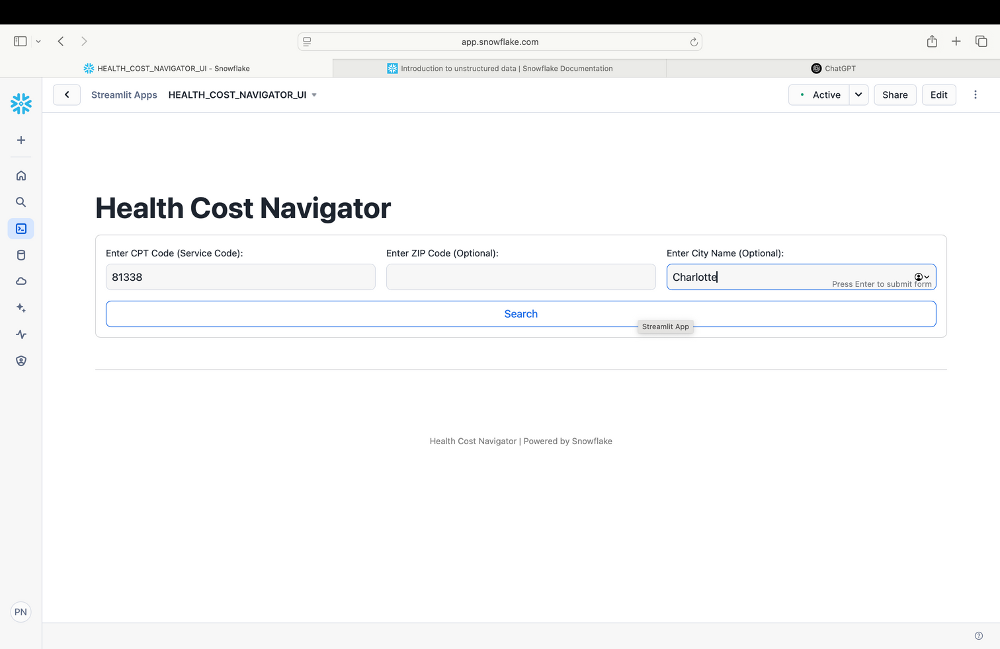 app.snowflake.com
HEALTH_COST_NAVIGATOR_UI - Snowflake
Introduction to unstructured data | Snowflake Documentation
ChatGPT
Streamlit Apps
HEALTH_COST_NAVIGATOR_UI
Active
Share
Edit
Health Cost Navigator
Enter CPT Code (Service Code):
Enter ZIP Code (Optional):
Enter City Name (Optional):
81338
Charlotte
Press Enter to submit form
Search
Streamlit App
Health Cost Navigator | Powered by Snowflake
PN